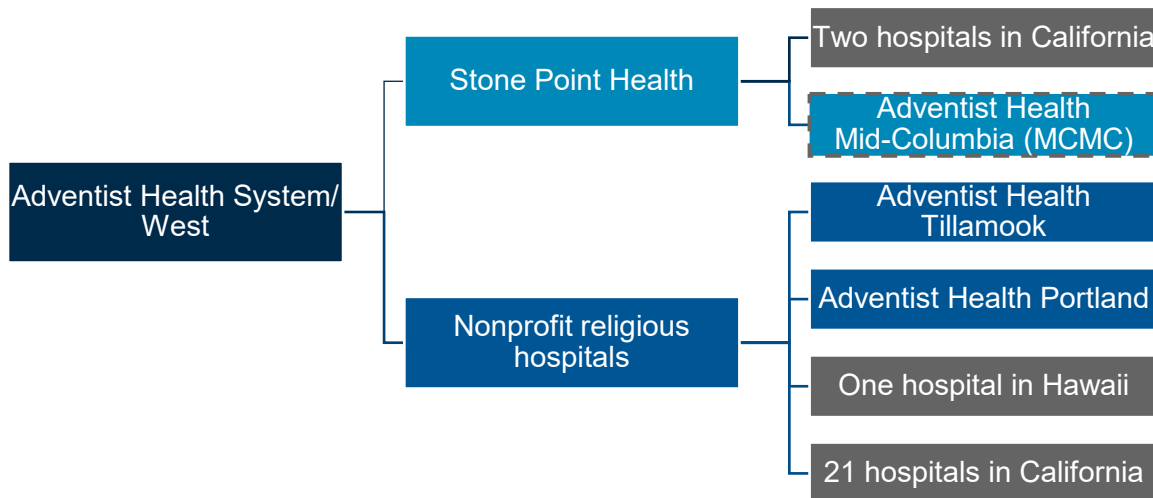 Adventist Health System/
West
Stone Point Health
Two hospitals in California
Adventist Health
Mid-Columbia (MCMC)
Nonprofit religious
hospitals
Adventist Health
Tillamook
Adventist Health Portland
One hospital in Hawaii
21 hospitals in California